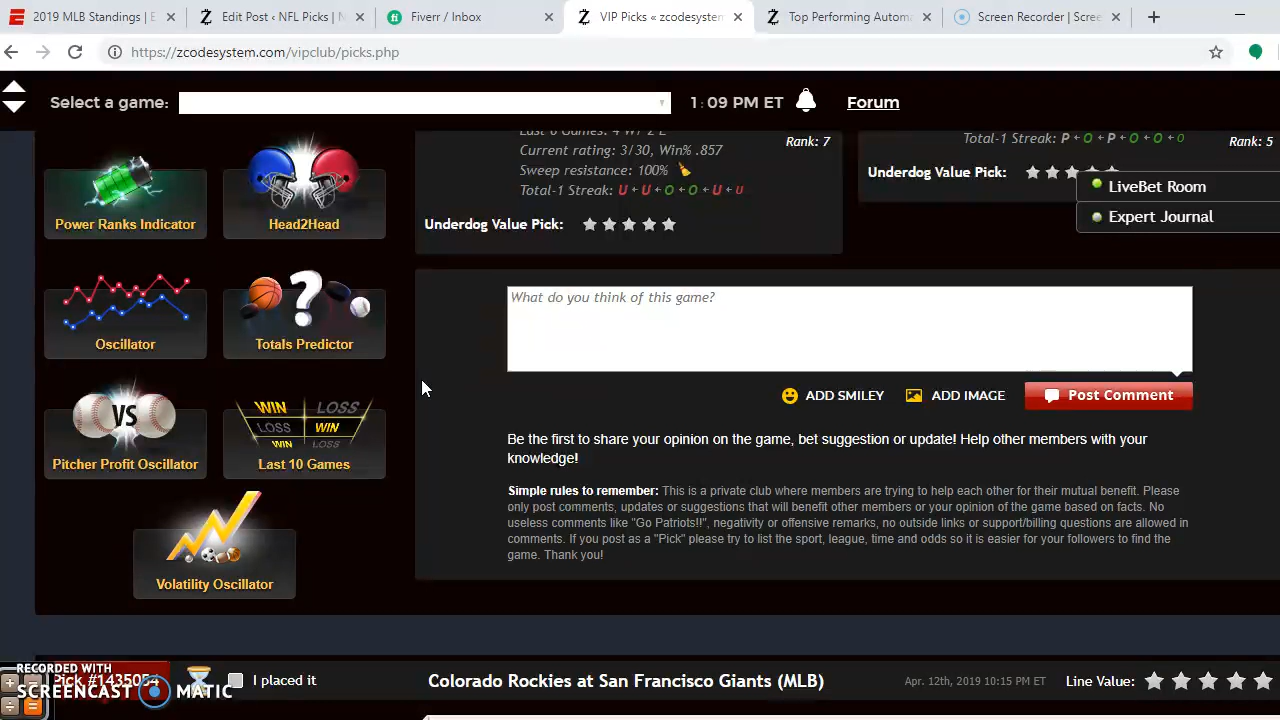 2019 MLB Standings | E
Edit Post ‹ NFL Picks | N
Fiverr / Inbox
VIP Picks « zcodesystem
Top Performing Automa
Screen Recorder | Scree
https://zcodesystem.com/vipclub/picks.php
Select a game:
1:09 PM ET
Forum
Current rating: 3/30, Win% .857
Sweep resistance: 100%
Total-1 Streak: U - U - O - O - U - U
Rank: 7
Underdog Value Pick:
Total-1 Streak: P - O - P - O - O - O
Rank: 5
Underdog Value Pick:
LiveBet Room
Expert Journal
Power Ranks Indicator
Head2Head
Oscillator
?
Totals Predictor
VS
Pitcher Profit Oscillator
WIN LOSS
LOSS WIN
WIN LOSS
Last 10 Games
Volatility Oscillator
What do you think of this game?
ADD SMILEY
ADD IMAGE
Post Comment
Be the first to share your opinion on the game, bet suggestion or update! Help other members with your
knowledge!
Simple rules to remember: This is a private club where members are trying to help each other for their mutual benefit. Please
only post comments, updates or suggestions that will benefit other members or your opinion of the game based on facts. No
useless comments like "Go Patriots!!", negativity or offensive remarks, no outside links or support/billing questions are allowed in
comments. If you post as a "Pick" please try to list the sport, league, time and odds so it is easier for your followers to find the
game. Thank you!
RECORDED WITH
SCREENCAST MATIC
Pick #1435054
I placed it
Colorado Rockies at San Francisco Giants (MLB)
Apr. 12th, 2019 10:15 PM ET
Line Value: